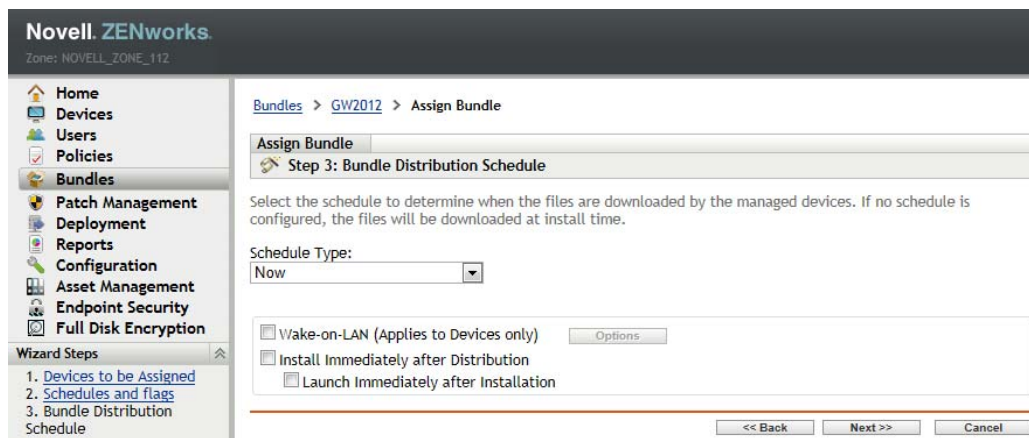 Novell. ZENworks.
Zone: NOVELL_ZONE_112
Home
Devices
Users
Policies
Bundles
Patch Management
Deployment
Reports
Configuration
Asset Management
Endpoint Security
Full Disk Encryption
Wizard Steps
1. Devices to be Assigned
2. Schedules and flags
3. Bundle Distribution
Schedule
Bundles > GW2012 > Assign Bundle
Assign Bundle
Step 3: Bundle Distribution Schedule
Select the schedule to determine when the files are downloaded by the managed devices. If no schedule is
configured, the files will be downloaded at install time.
Schedule Type:
Now
Wake-on-LAN (Applies to Devices only) Options
Install Immediately after Distribution
Launch Immediately after Installation
<< Back Next >> Cancel